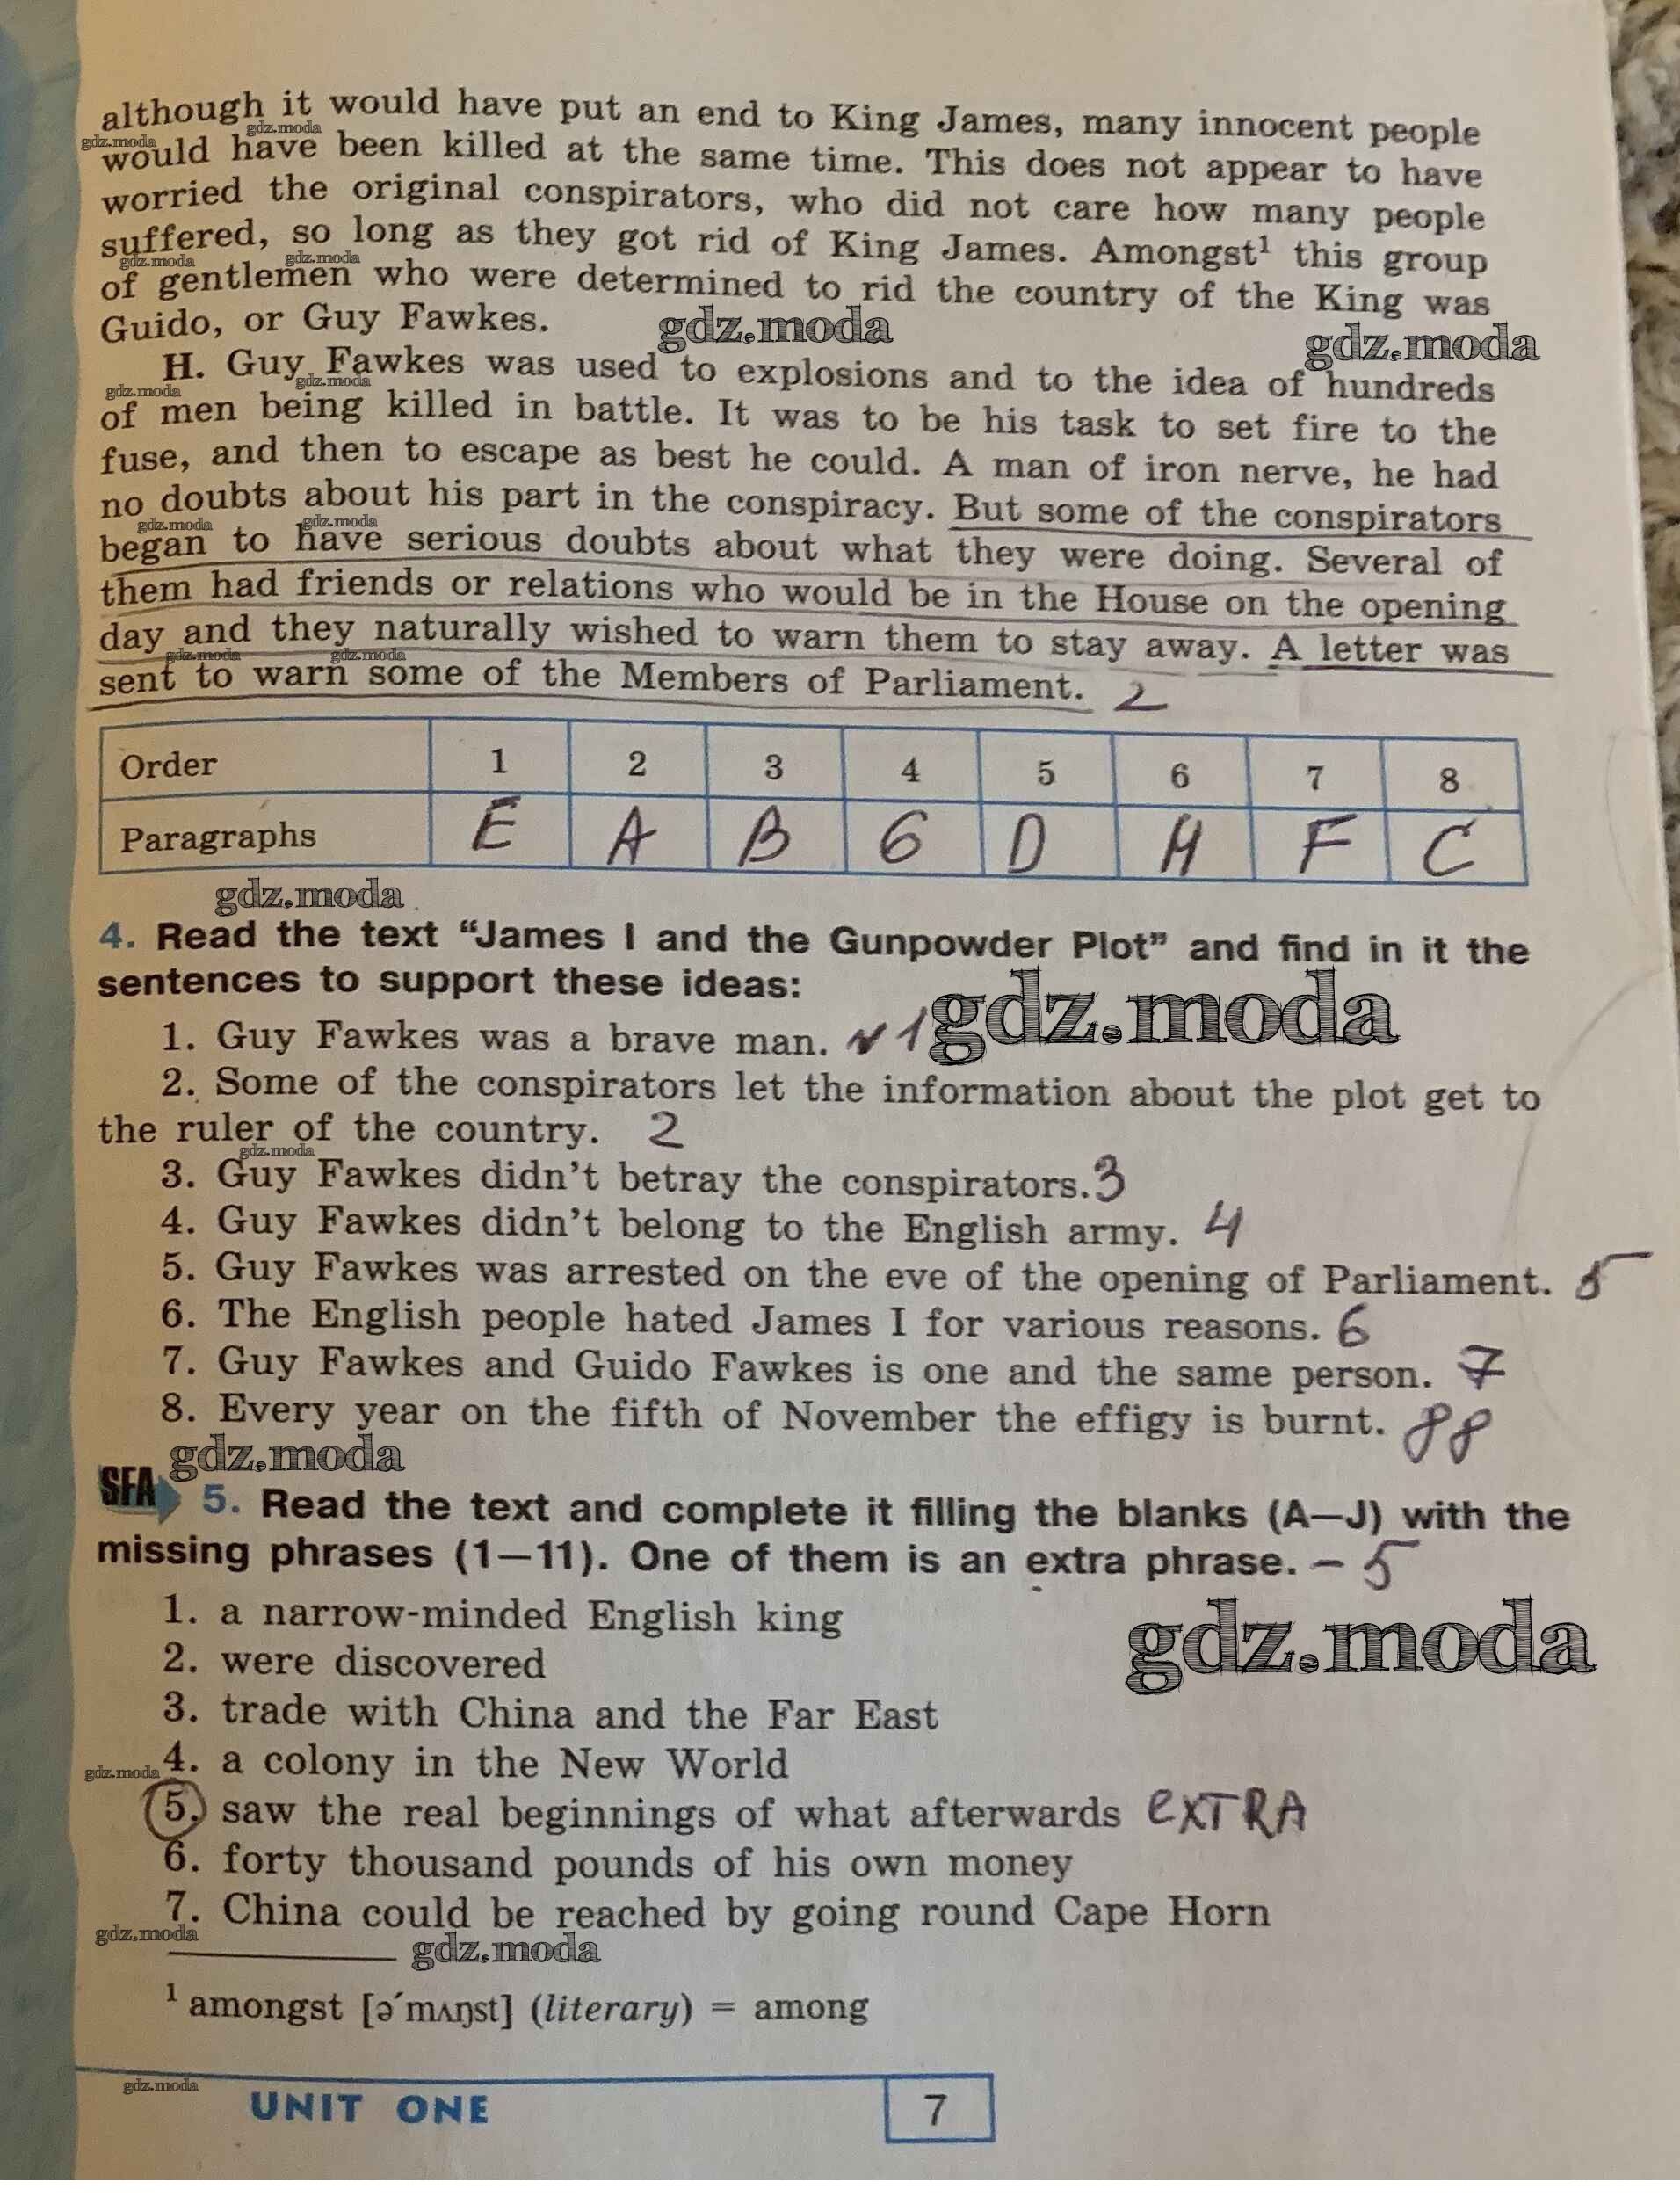 although it would have put an end to King James, many innocent people
would have been killed at the same time. This does not appear to have
worried the original conspirators, who did not care how many people
suffered, so long as they got rid of King James. Amongst¹ this group
of gentlemen who were determined to rid the country of the King was
Guido, or Guy Fawkes.
gdz.moda
gdz.moda
H. Guy Fawkes was used to explosions and to the idea of hundreds
of men being killed in battle. It was to be his task to set fire to the
fuse, and then to escape as best he could. A man of iron nerve, he had
no doubts about his part in the conspiracy. But some of the conspirators
began to have serious doubts about what they were doing. Several of
them had friends or relations who would be in the House on the opening
day and they naturally wished to warn them to stay away. A letter was
sent to warn some of the Members of Parliament. 2
Order 1 2 3 4 5 6 7 8
Paragraphs E A B G D H F C
gdz.moda
4. Read the text “James I and the Gunpowder Plot” and find in it the
sentences to support these ideas:
gdz.moda
1. Guy Fawkes was a brave man. 1
2. Some of the conspirators let the information about the plot get to
the ruler of the country. 2
3. Guy Fawkes didn’t betray the conspirators. 3
4. Guy Fawkes didn’t belong to the English army. 4
5. Guy Fawkes was arrested on the eve of the opening of Parliament. 5
6. The English people hated James I for various reasons. 6
7. Guy Fawkes and Guido Fawkes is one and the same person. 7
8. Every year on the fifth of November the effigy is burnt. 88
gdz.moda
SFA 5. Read the text and complete it filling the blanks (A—J) with the
missing phrases (1—11). One of them is an extra phrase. – 5
1. a narrow-minded English king
gdz.moda
2. were discovered
3. trade with China and the Far East
4. a colony in the New World
5. saw the real beginnings of what afterwards EXTRA
6. forty thousand pounds of his own money
7. China could be reached by going round Cape Horn
gdz.moda
¹ amongst [ə´mʌŋst] (literary) = among
gdz.moda
UNIT ONE 7